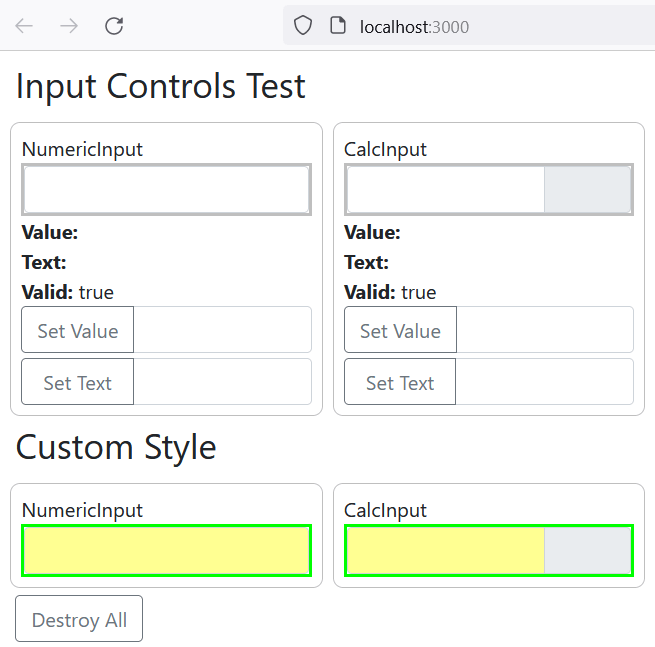 localhost:3000
Input Controls Test
NumericInput
Value:
Text:
Valid: true
Set Value
Set Text
CalcInput
Value:
Text:
Valid: true
Set Value
Set Text
Custom Style
NumericInput
CalcInput
Destroy All